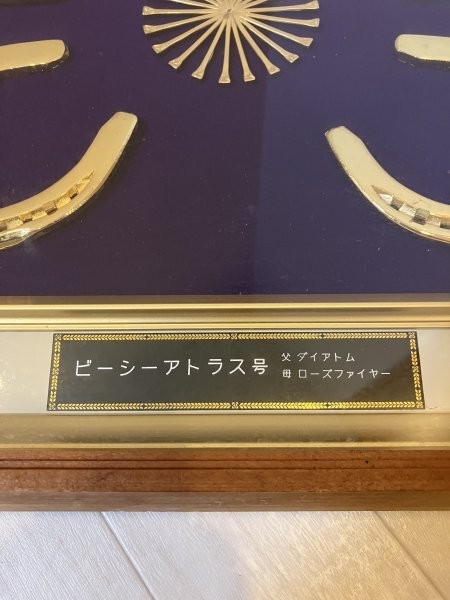 ビーシーアトラス号
父 ダイアトム
母 ローズファイヤー